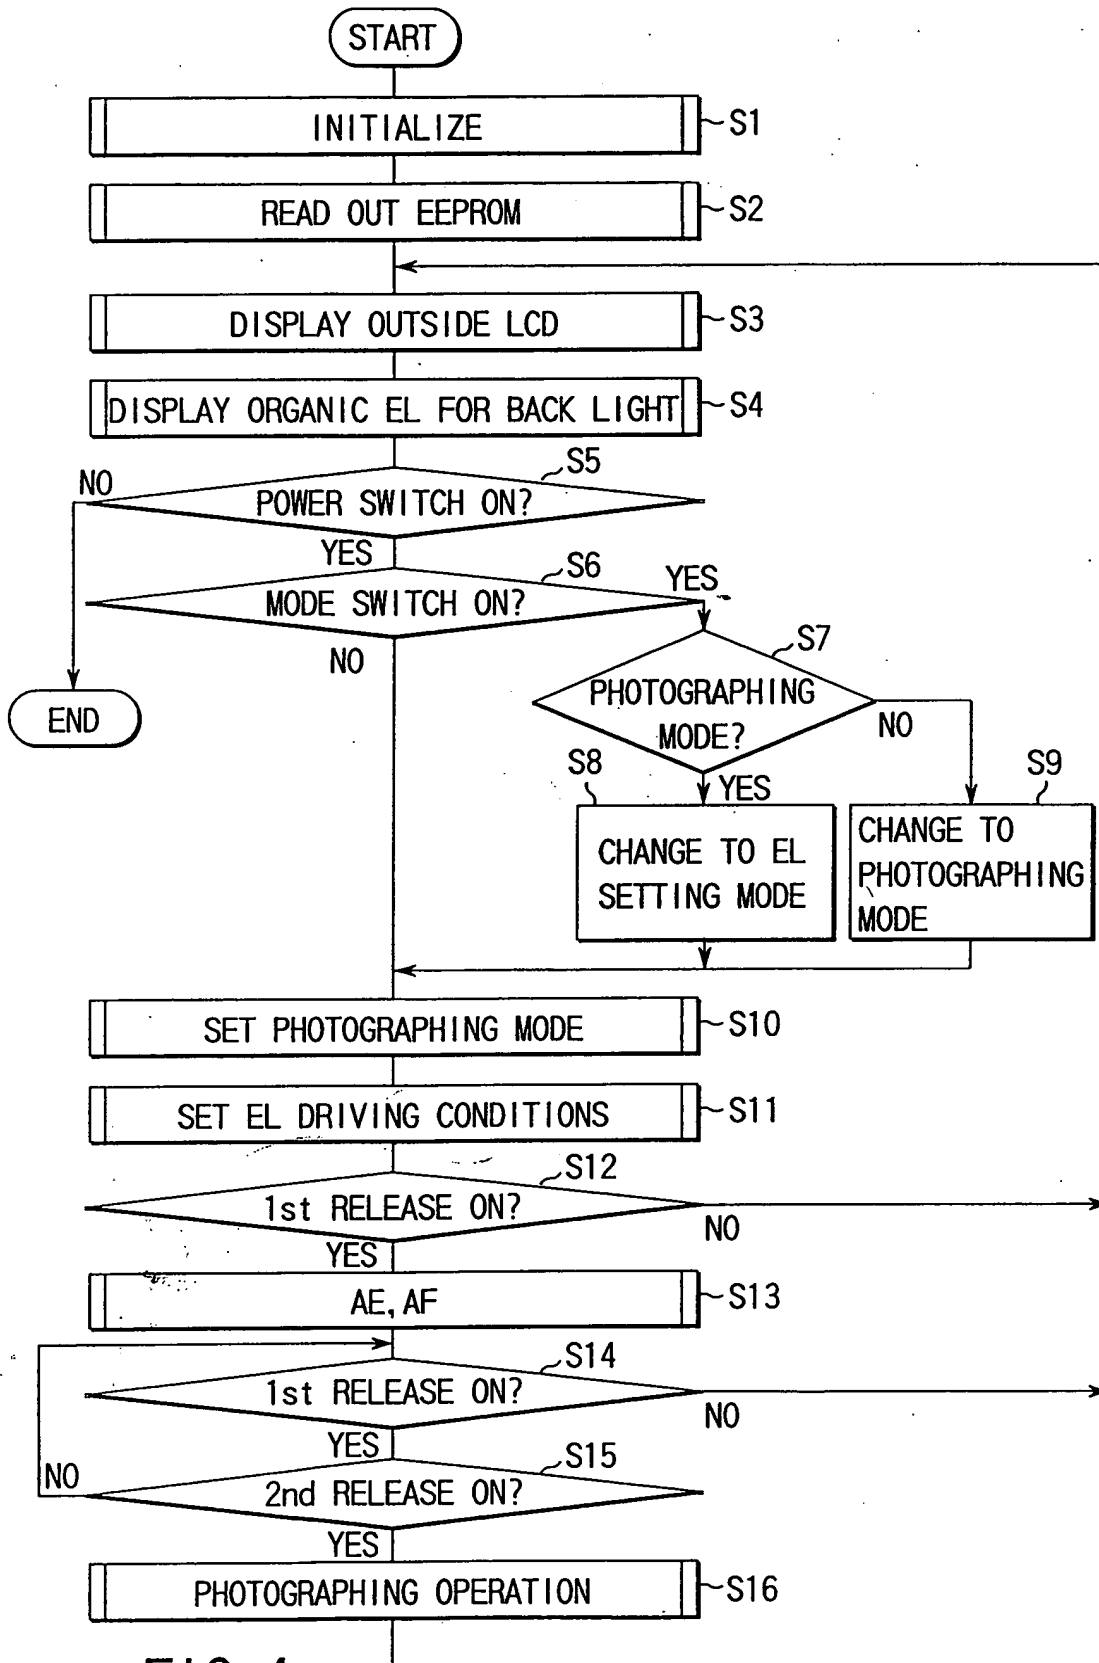 START
INITIALIZE
S1
READ OUT EEPROM
S2
DISPLAY OUTSIDE LCD
S3
DISPLAY ORGANIC EL FOR BACK LIGHT
S4
S5
NO
POWER SWITCH ON?
YES
S6
YES
MODE SWITCH ON?
NO
S7
PHOTOGRAPHING
MODE?
NO
END
S8
YES
S9
CHANGE TO EL
SETTING MODE
CHANGE TO
PHOTOGRAPHING
MODE
SET PHOTOGRAPHING MODE
S10
SET EL DRIVING CONDITIONS
S11
S12
1st RELEASE ON?
NO
YES
AE, AF
S13
S14
1st RELEASE ON?
NO
YES
S15
NO
2nd RELEASE ON?
YES
PHOTOGRAPHING OPERATION
S16